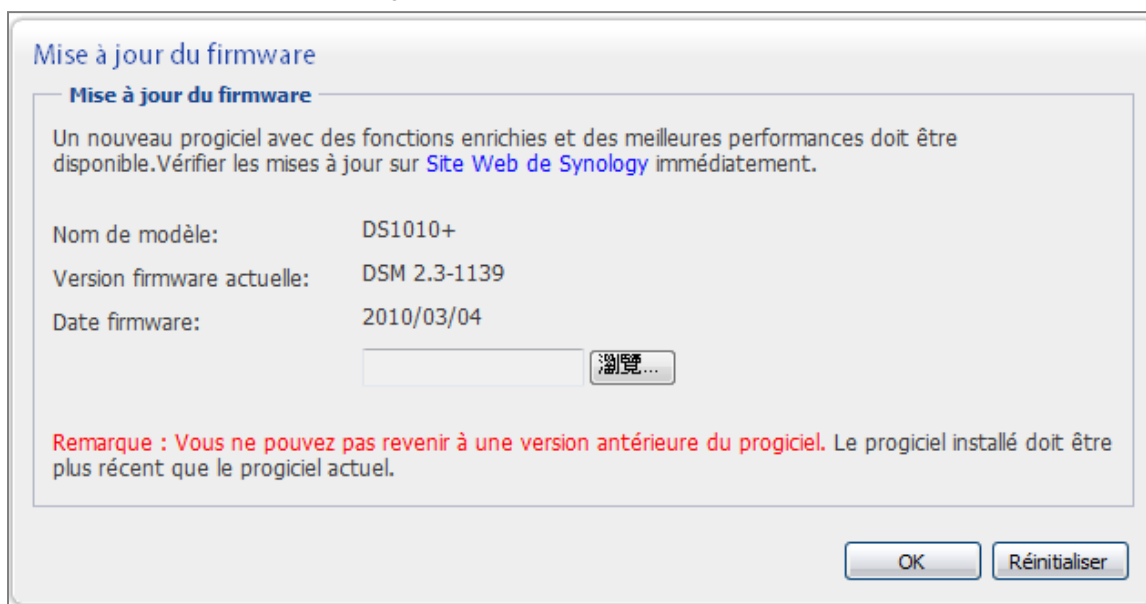 Mise à jour du firmware
Mise à jour du firmware
Un nouveau progiciel avec des fonctions enrichies et des meilleures performances doit être
disponible.Vérifier les mises à jour sur Site Web de Synology immédiatement.
Nom de modèle: DS1010+
Version firmware actuelle: DSM 2.3-1139
Date firmware: 2010/03/04
瀏覽...
Remarque : Vous ne pouvez pas revenir à une version antérieure du progiciel. Le progiciel installé doit être
plus récent que le progiciel actuel.
OK Réinitialiser